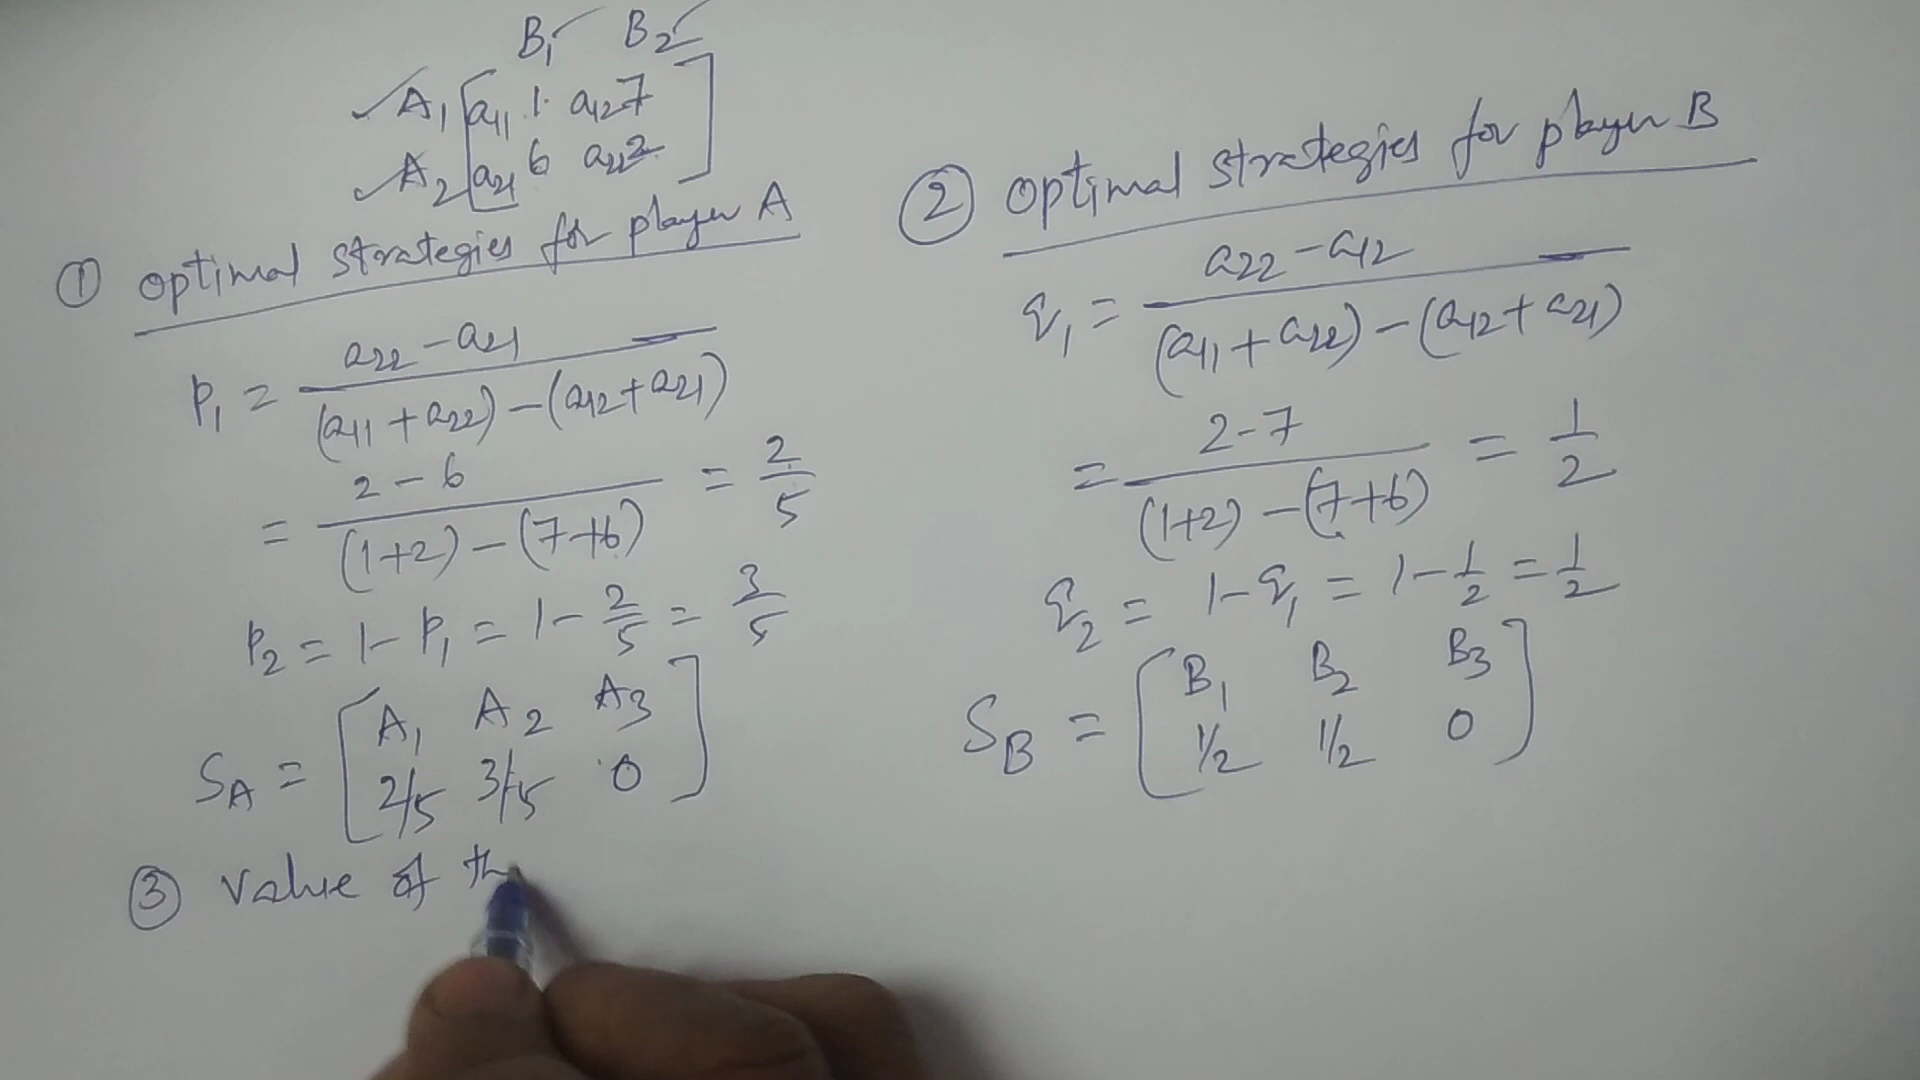 B1 B2
A1 [a11 1 a12 7]
A2 [a21 6 a22 2]
① optimal strategies for player A
P1 = a22 - a21 / (a11 + a22) - (a12 + a21)
= 2 - 6 / (1+2) - (7+6) = 2/5
P2 = 1 - P1 = 1 - 2/5 = 3/5
SA = [A1 A2 A3
2/5 3/5 0]
③ Value of th
② optimal strategies for player B
q1 = a22 - a12 / (a11 + a22) - (a12 + a21)
= 2 - 7 / (1+2) - (7+6) = 1/2
q2 = 1 - q1 = 1 - 1/2 = 1/2
SB = [B1 B2 B3
1/2 1/2 0]